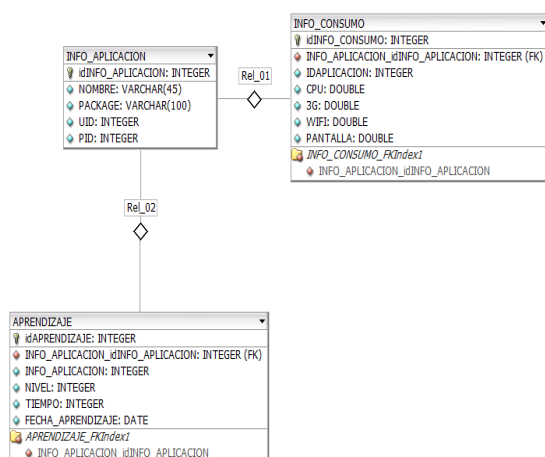 INFO_CONSUMO
idINFO_CONSUMO: INTEGER
INFO_APLICACION_idINFO_APLICACION: INTEGER (FK)
IDAPLICACION: INTEGER
CPU: DOUBLE
3G: DOUBLE
WIFI: DOUBLE
PANTALLA: DOUBLE
INFO_CONSUMO_FKIndex1
INFO_APLICACION_idINFO_APLICACION
INFO_APLICACION
idINFO_APLICACION: INTEGER
NOMBRE: VARCHAR(45)
PACKAGE: VARCHAR(100)
UID: INTEGER
PID: INTEGER
Rel_01
Rel_02
APRENDIZAJE
idAPRENDIZAJE: INTEGER
INFO_APLICACION_idINFO_APLICACION: INTEGER (FK)
INFO_APLICACION: INTEGER
NIVEL: INTEGER
TIEMPO: INTEGER
FECHA_APRENDIZAJE: DATE
APRENDIZAJE_FKIndex1
INFO_APLICACION_idINFO_APLICACION